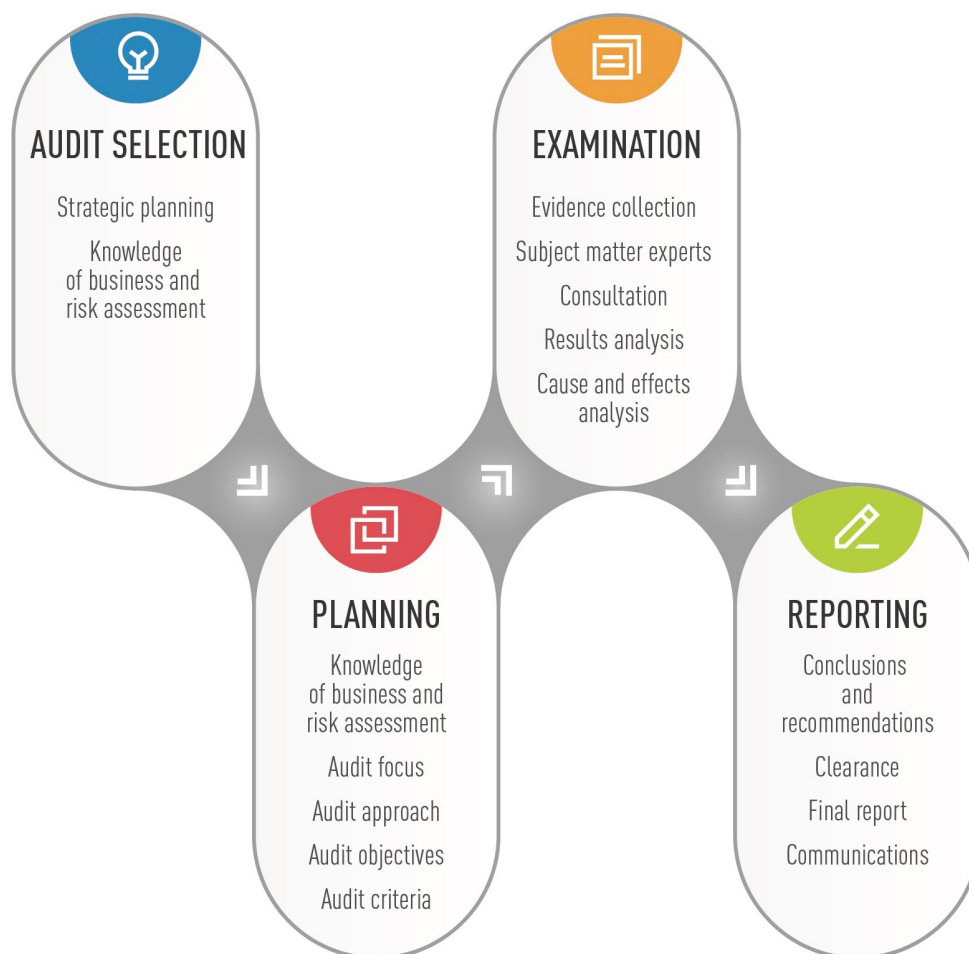 AUDIT SELECTION
Strategic planning
Knowledge
of business and
risk assessment
PLANNING
Knowledge
of business and
risk assessment
Audit focus
Audit approach
Audit objectives
Audit criteria
EXAMINATION
Evidence collection
Subject matter experts
Consultation
Results analysis
Cause and effects
analysis
REPORTING
Conclusions
and
recommendations
Clearance
Final report
Communications